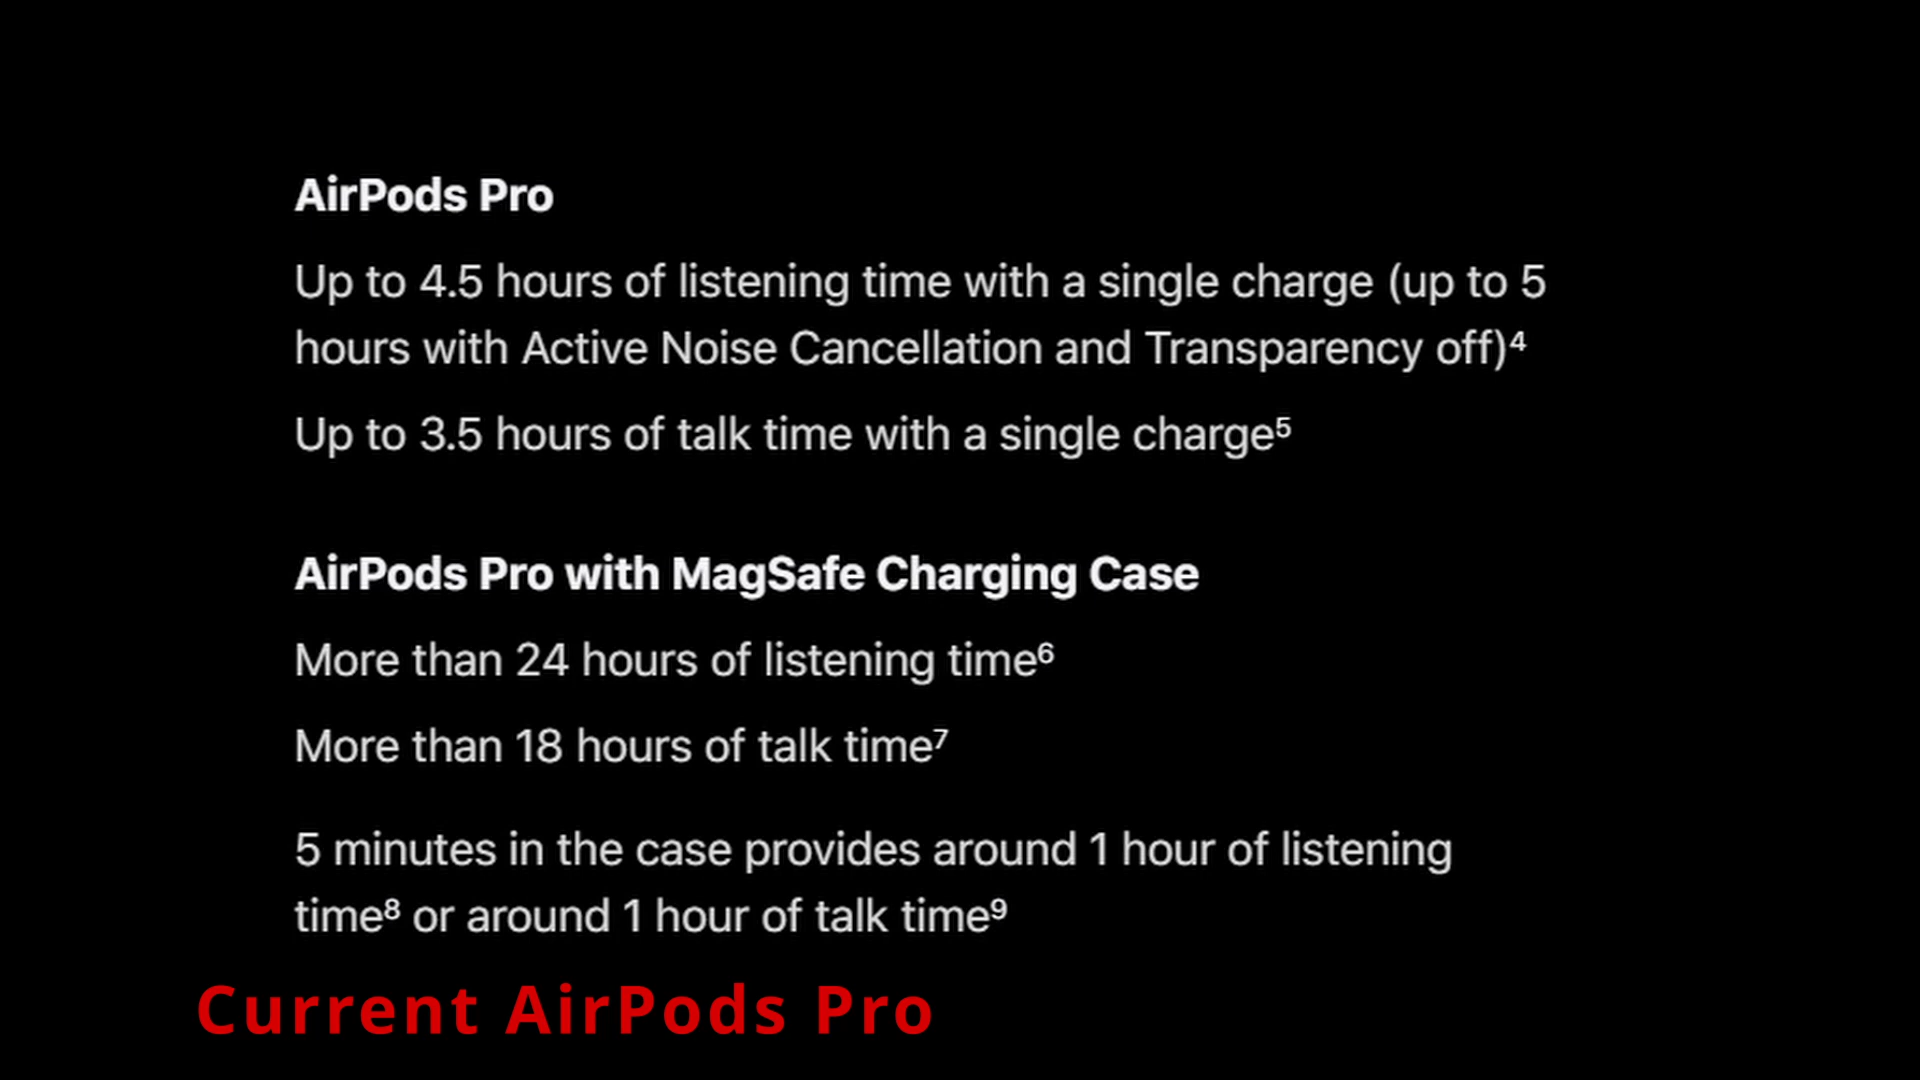 AirPods Pro
Up to 4.5 hours of listening time with a single charge (up to 5
hours with Active Noise Cancellation and Transparency off)⁴
Up to 3.5 hours of talk time with a single charge⁵
AirPods Pro with MagSafe Charging Case
More than 24 hours of listening time⁶
More than 18 hours of talk time⁷
5 minutes in the case provides around 1 hour of listening
time⁸ or around 1 hour of talk time⁹
Current AirPods Pro